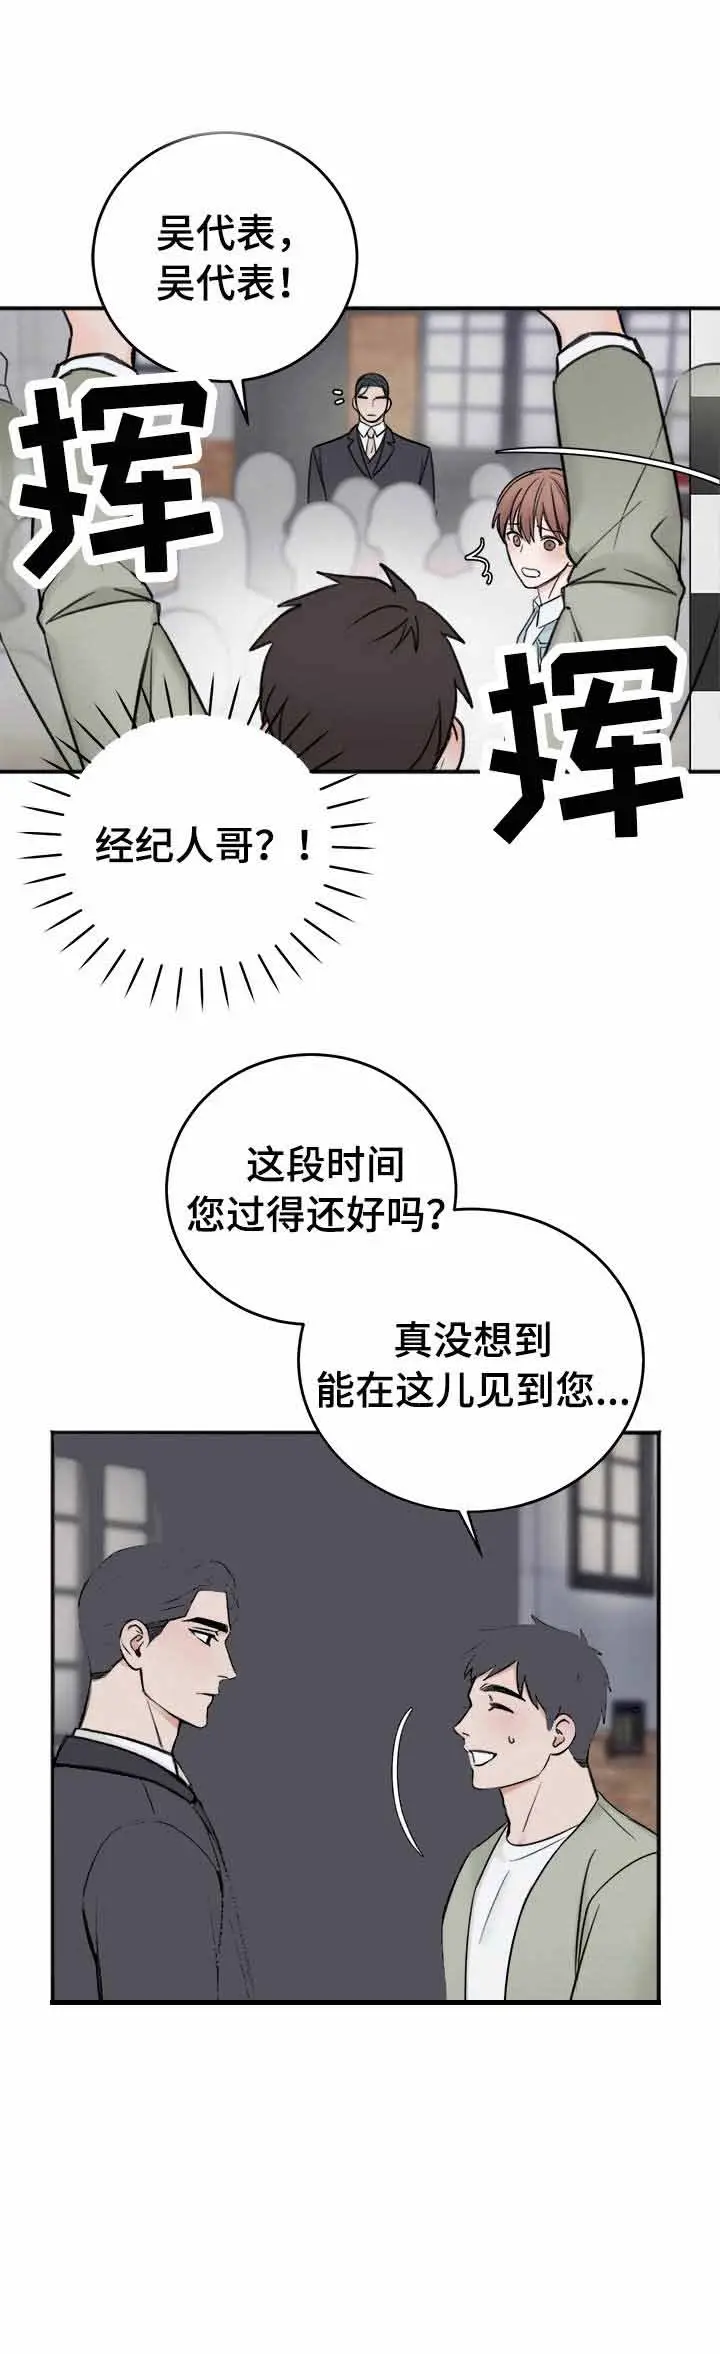 吴代表，
吴代表！
挥
挥
经纪人哥？！
这段时间
您过得还好吗？
真没想到
能在这儿见到您...